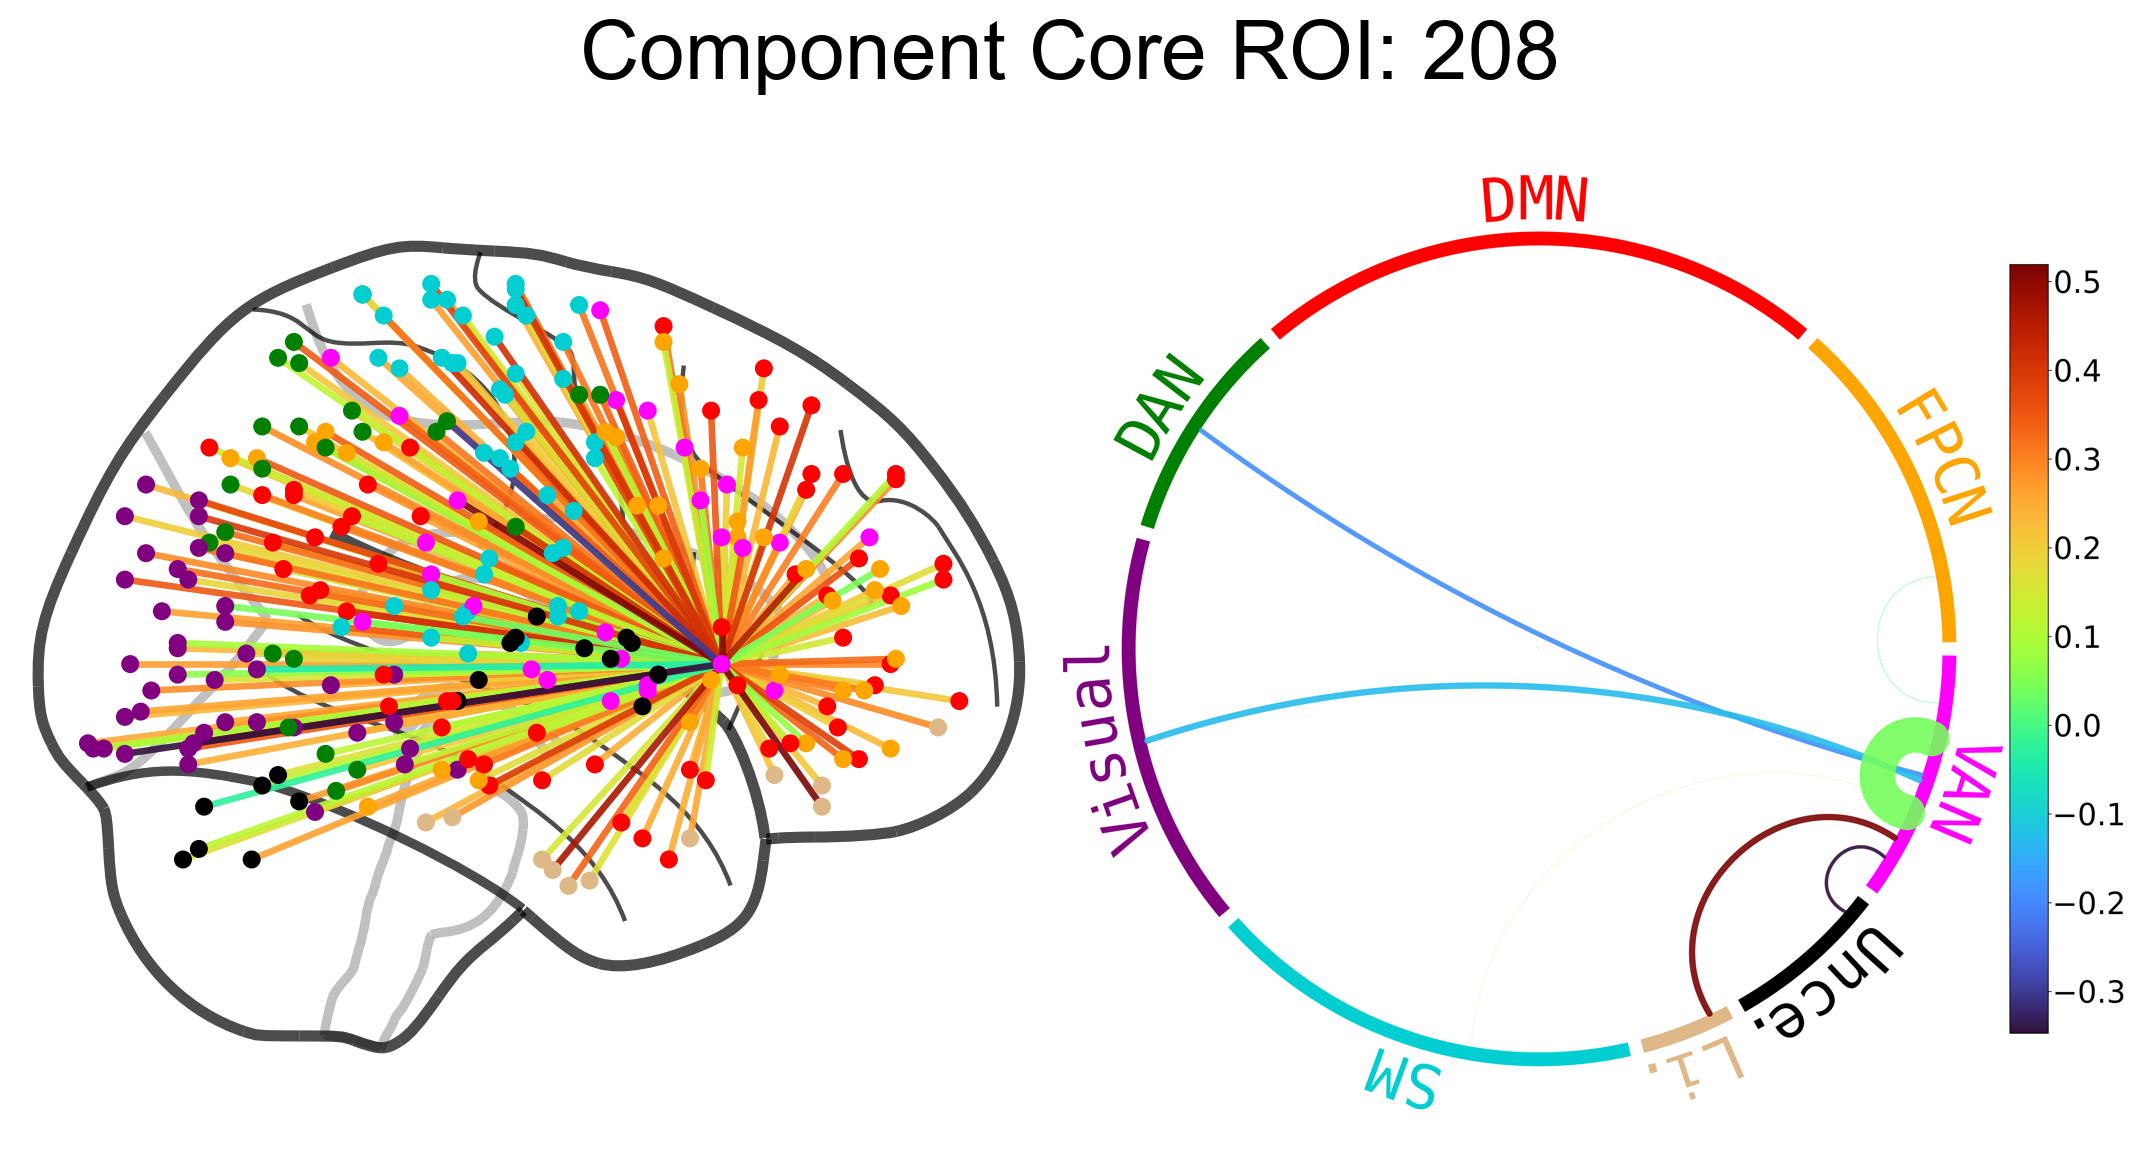 Component Core ROI: 208
DMN
FPCN
DAN
VAN
Visual
Unce.
Li.
SM
0.5
0.4
0.3
0.2
0.1
0.0
−0.1
−0.2
−0.3